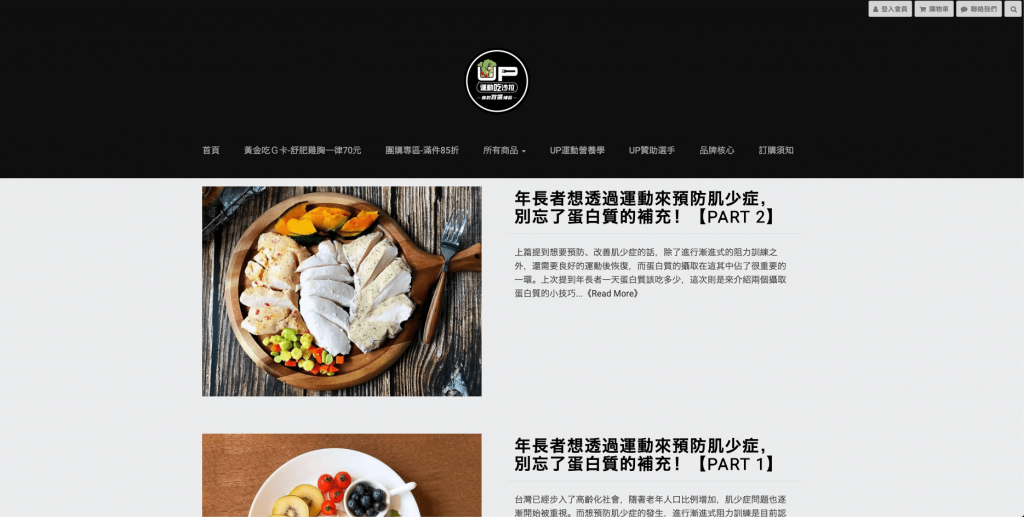 登入會員
購物車
聯絡我們
UP
運動吃沙拉
你的餐盤補給
首頁
黃金吃Ｇ卡-舒肥雞胸一律70元
團購專區-滿件85折
所有商品
UP運動營養學
UP贊助選手
品牌核心
訂購須知
年長者想透過運動來預防肌少症，
別忘了蛋白質的補充！【PART 2】
上篇提到想要預防、改善肌少症的話，除了進行漸進式的阻力訓練之
外，還需要良好的運動後恢復，而蛋白質的攝取在這其中佔了很重要的
一環。上次提到年長者一天蛋白質該吃多少，這次則是來介紹兩個攝取
蛋白質的小技巧...《Read More》
年長者想透過運動來預防肌少症，
別忘了蛋白質的補充！【PART 1】
台灣已經步入了高齡化社會，隨著老年人口比例增加，肌少症問題也逐
漸開始被重視。而想預防肌少症的發生，進行漸進式阻力訓練是目前認